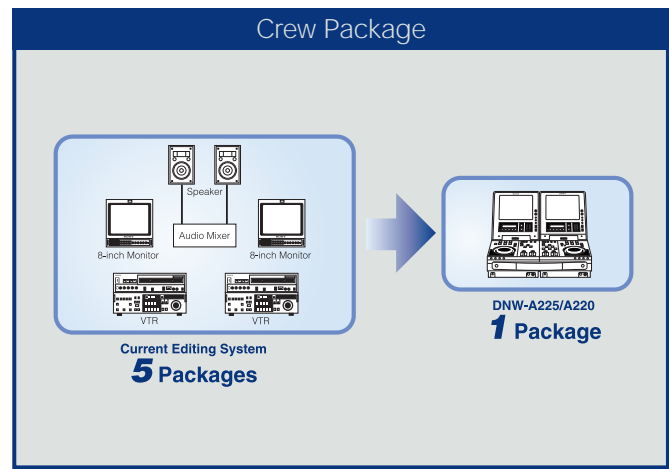 Crew Package
Speaker
Audio Mixer
8-inch Monitor
8-inch Monitor
VTR
VTR
Current Editing System
5 Packages
DNW-A225/A220
1 Package